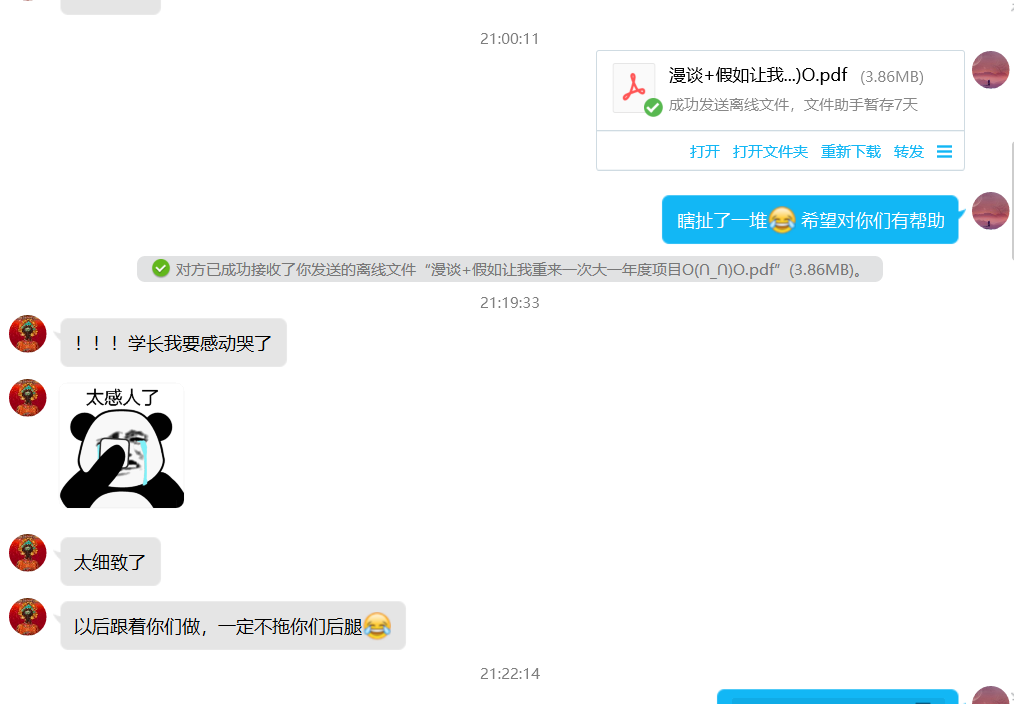 21:00:11
漫谈+假如让我...)O.pdf (3.86MB)
成功发送离线文件，文件助手暂存7天
打开 打开文件夹 重新下载 转发
瞎扯了一堆😂 希望对你们有帮助
对方已成功接收了你发送的离线文件“漫谈+假如让我重来一次大一年度项目O(∩_∩)O.pdf”(3.86MB)。
21:19:33
！！！学长我要感动哭了
太感人了
太细致了
以后跟着你们做，一定不拖你们后腿😂
21:22:14